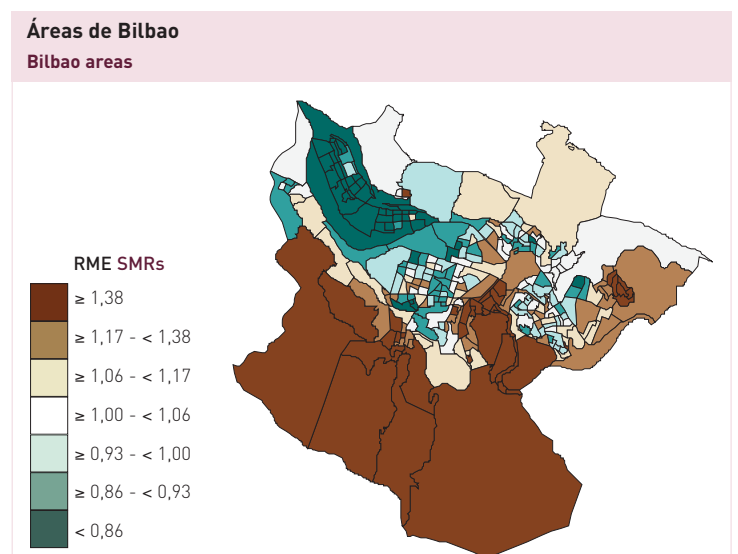 Áreas de Bilbao
Bilbao areas
RME SMRs
≥ 1,38
≥ 1,17 - < 1,38
≥ 1,06 - < 1,17
≥ 1,00 - < 1,06
≥ 0,93 - < 1,00
≥ 0,86 - < 0,93
< 0,86